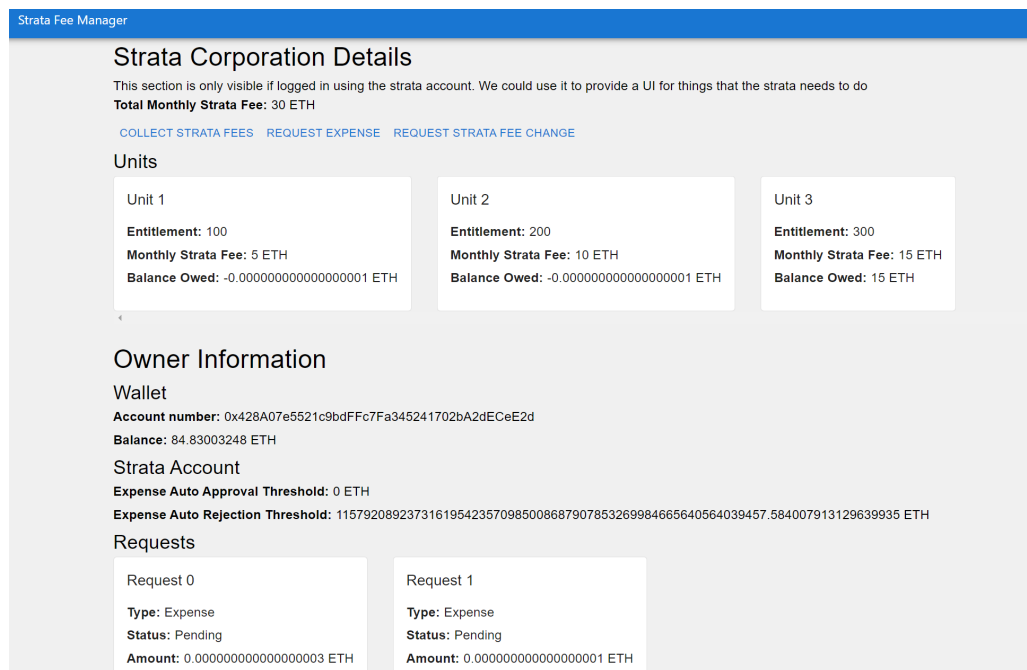 Strata Fee Manager
Strata Corporation Details
This section is only visible if logged in using the strata account. We could use it to provide a UI for things that the strata needs to do
Total Monthly Strata Fee: 30 ETH
COLLECT STRATA FEES REQUEST EXPENSE REQUEST STRATA FEE CHANGE
Units
Unit 1
Entitlement: 100
Monthly Strata Fee: 5 ETH
Balance Owed: -0.000000000000000001 ETH
Unit 2
Entitlement: 200
Monthly Strata Fee: 10 ETH
Balance Owed: -0.000000000000000001 ETH
Unit 3
Entitlement: 300
Monthly Strata Fee: 15 ETH
Balance Owed: 15 ETH
Owner Information
Wallet
Account number: 0x428A07e5521c9bdFFc7Fa345241702bA2dECeE2d
Balance: 84.83003248 ETH
Strata Account
Expense Auto Approval Threshold: 0 ETH
Expense Auto Rejection Threshold: 115792089237316195423570985008687907853269984665640564039457.584007913129639935 ETH
Requests
Request 0
Type: Expense
Status: Pending
Amount: 0.000000000000000003 ETH
Request 1
Type: Expense
Status: Pending
Amount: 0.000000000000000001 ETH